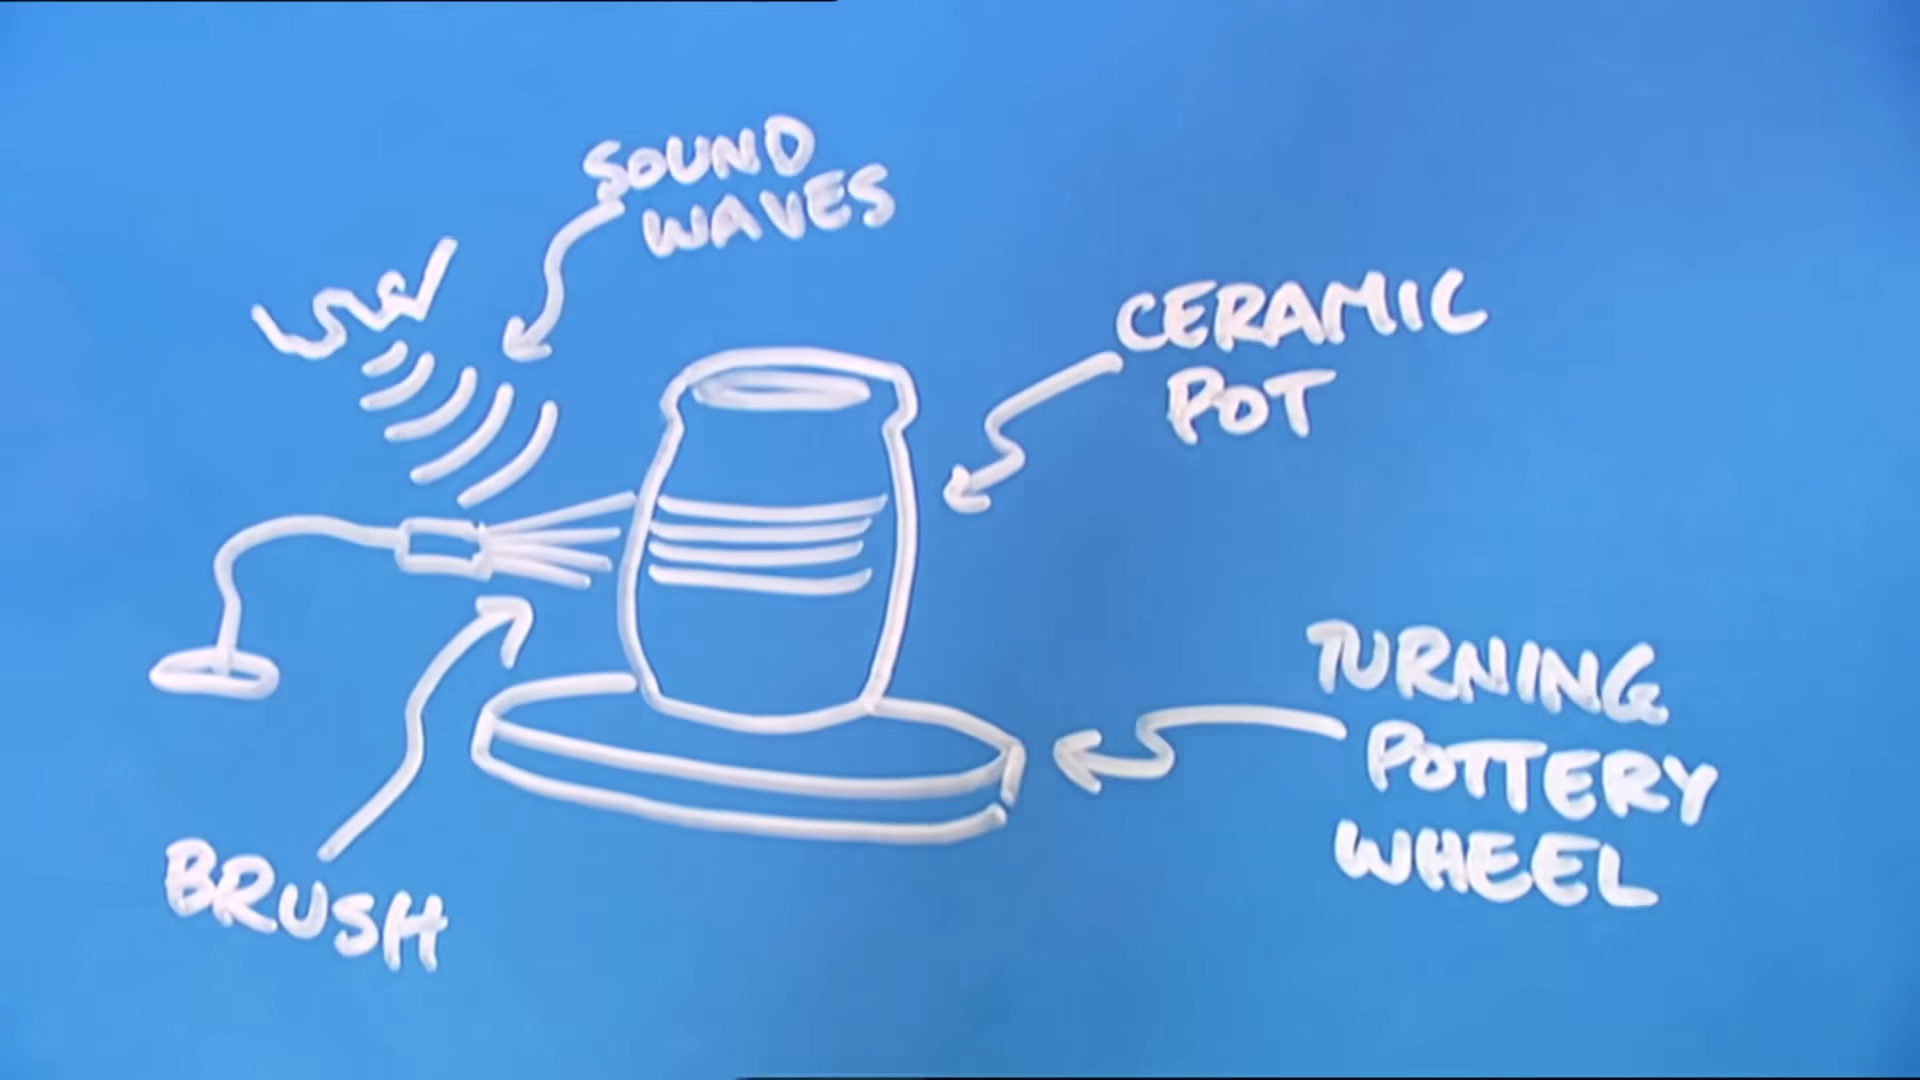 SOUND
WAVES
CERAMIC
POT
TURNING
POTTERY
WHEEL
BRUSH